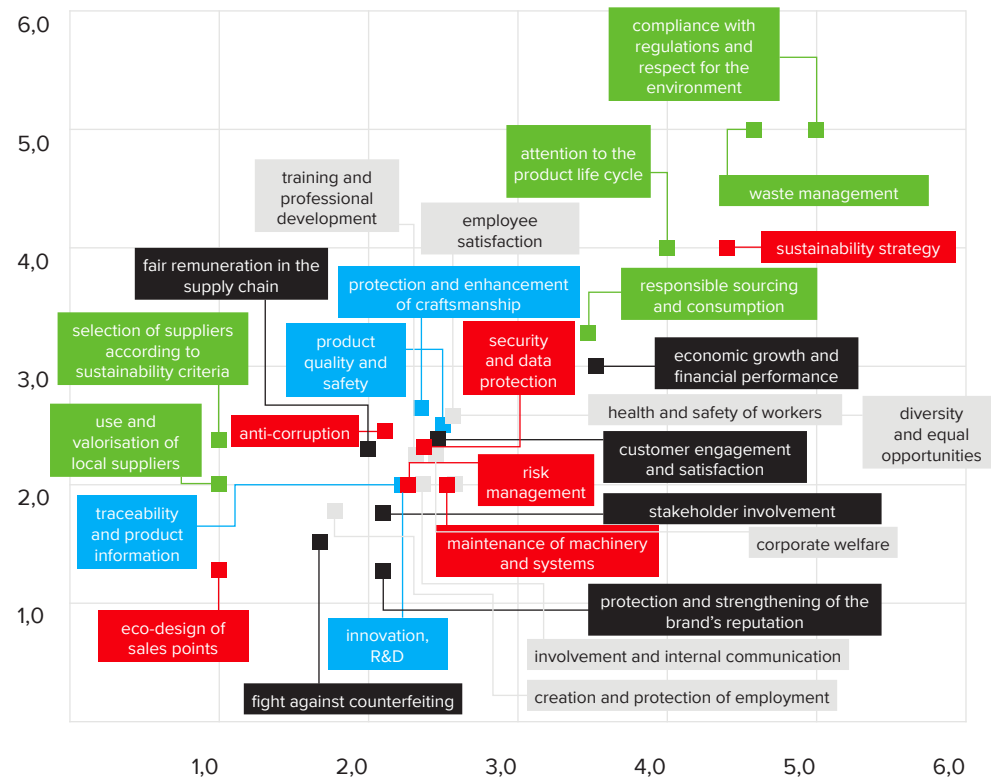 6,0
compliance with
regulations and
respect for the
environment
5,0
attention to the
product life cycle
waste management
training and
professional
development
employee
satisfaction
sustainability strategy
4,0
fair remuneration in the
supply chain
protection and enhancement
of craftsmanship
responsible sourcing
and consumption
selection of suppliers
according to
sustainability criteria
product
quality and
safety
security
and data
protection
economic growth and
financial performance
3,0
health and safety of workers
diversity
and equal
opportunities
use and
valorisation of
local suppliers
anti-corruption
customer engagement
and satisfaction
risk
management
2,0
traceability
and product
information
stakeholder involvement
maintenance of machinery
and systems
corporate welfare
1,0
protection and strengthening of the
brand’s reputation
eco-design of
sales points
innovation,
R&D
involvement and internal communication
fight against counterfeiting
creation and protection of employment
1,0 2,0 3,0 4,0 5,0 6,0